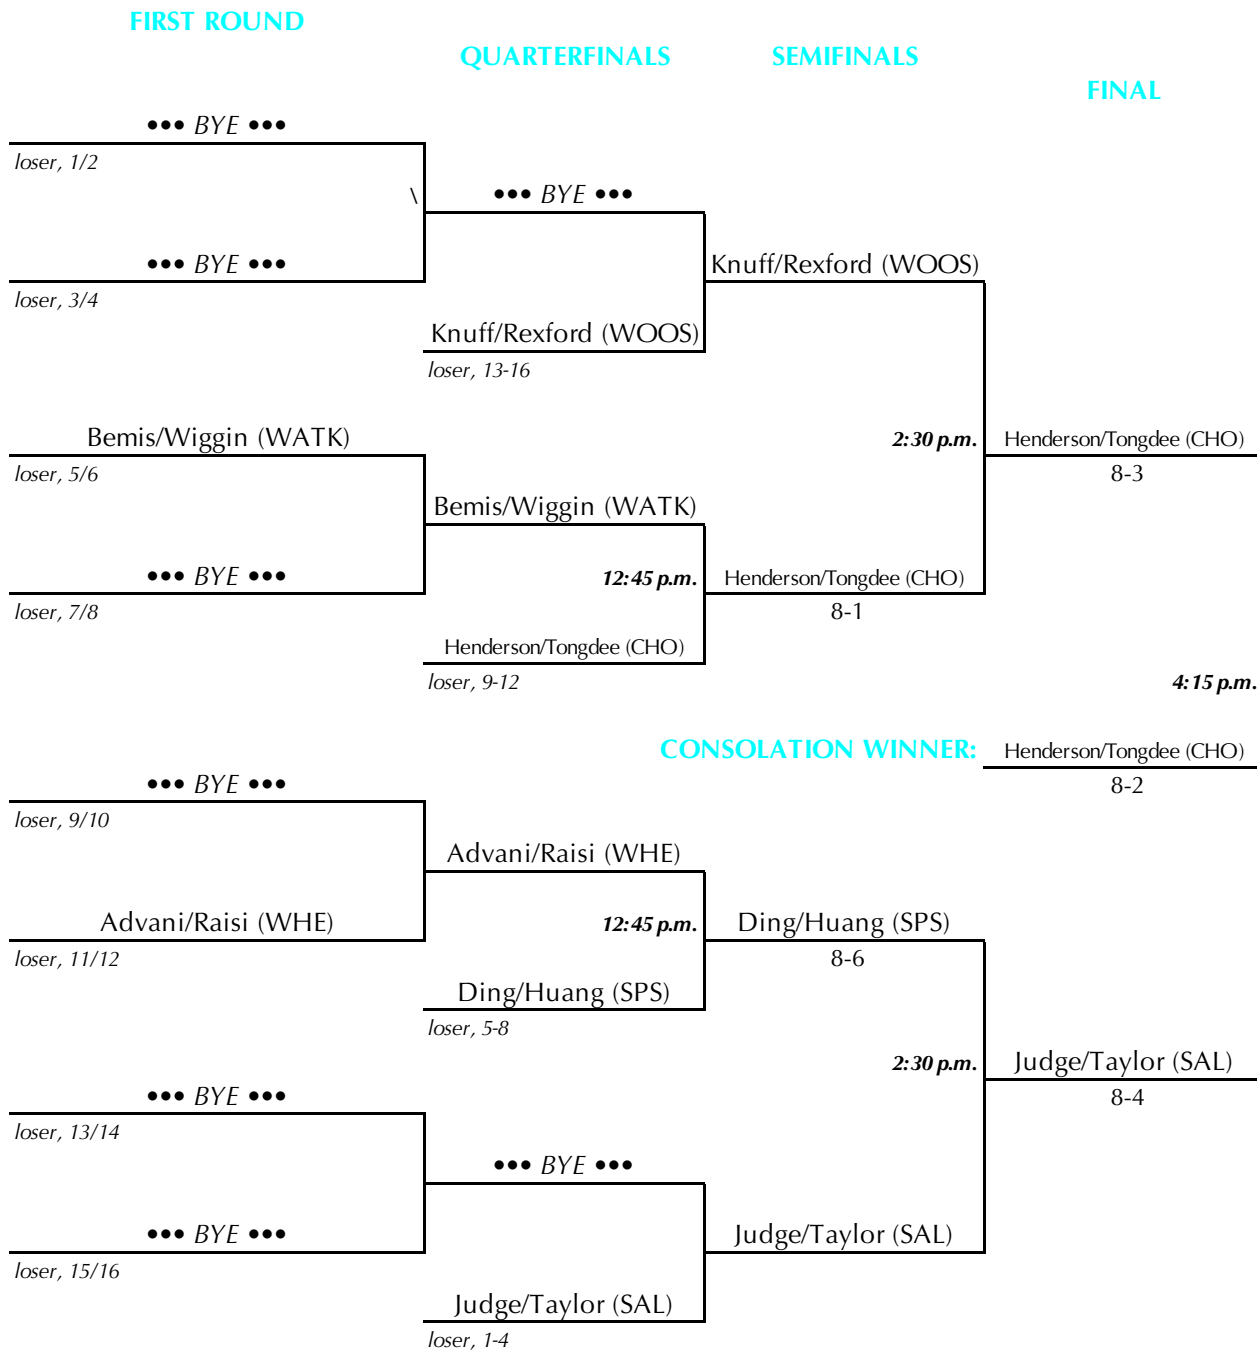 FIRST ROUND
QUARTERFINALS
SEMIFINALS
FINAL
••• BYE •••
loser, 1/2
\
••• BYE •••
••• BYE •••
Knuff/Rexford (WOOS)
loser, 3/4
Knuff/Rexford (WOOS)
loser, 13-16
Bemis/Wiggin (WATK)
2:30 p.m.
Henderson/Tongdee (CHO)
loser, 5/6
8-3
Bemis/Wiggin (WATK)
••• BYE •••
12:45 p.m.
Henderson/Tongdee (CHO)
loser, 7/8
8-1
Henderson/Tongdee (CHO)
loser, 9-12
4:15 p.m.
CONSOLATION WINNER:
Henderson/Tongdee (CHO)
••• BYE •••
8-2
loser, 9/10
Advani/Raisi (WHE)
Advani/Raisi (WHE)
12:45 p.m.
Ding/Huang (SPS)
loser, 11/12
8-6
Ding/Huang (SPS)
loser, 5-8
2:30 p.m.
Judge/Taylor (SAL)
••• BYE •••
8-4
loser, 13/14
••• BYE •••
••• BYE •••
Judge/Taylor (SAL)
loser, 15/16
Judge/Taylor (SAL)
loser, 1-4